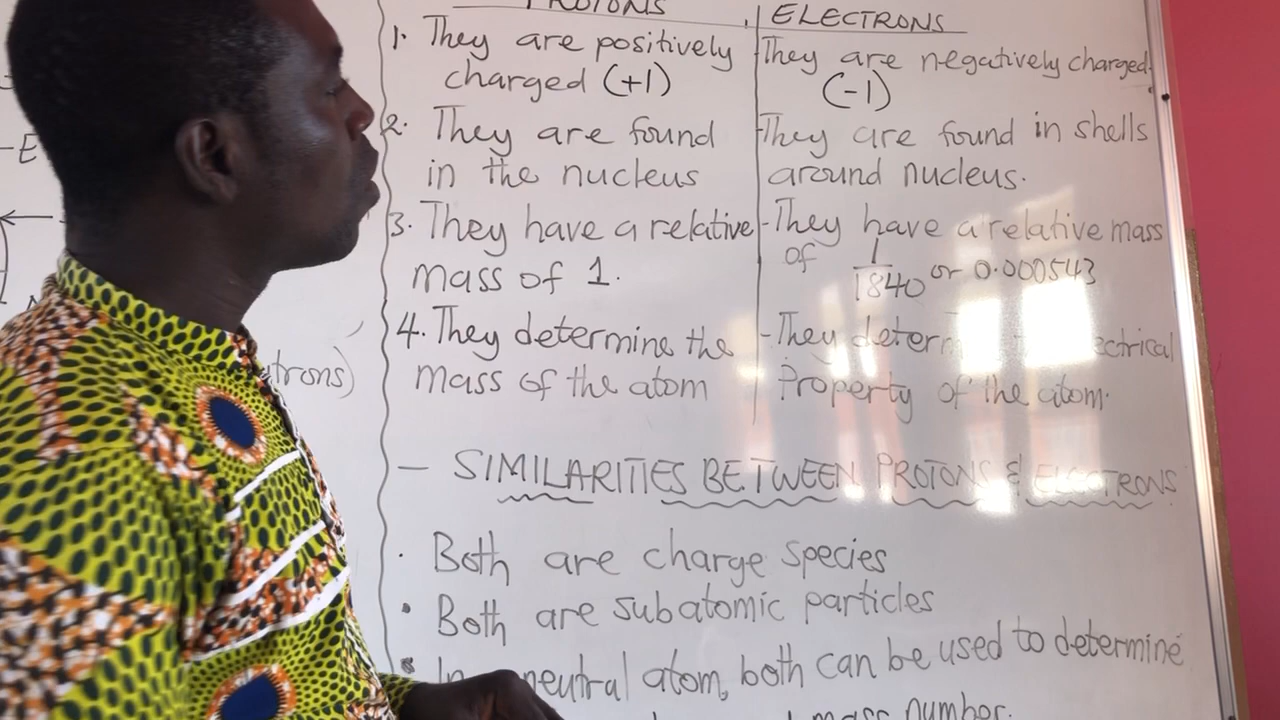 PROTONS | ELECTRONS
1. They are positively
charged (+1)
They are negatively charged.
(-1)
2. They are found
in the nucleus
They are found in shells
around nucleus.
3. They have a relative
mass of 1.
- They have a relative mass
of 1/1840 or 0.000543
4. They determine the
mass of the atom
- They electrical
Property of the atom.
- SIMILARITIES BETWEEN PROTONS & ELECTRONS
· Both are charge species
• Both are subatomic particles
• In neutral atom, both can be used to determine
mass number.
trons)